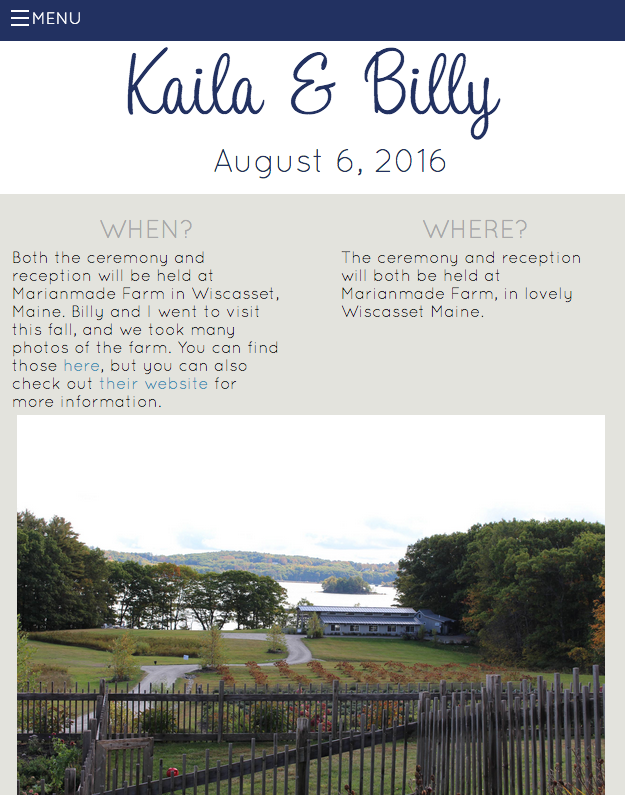 MENU
Kaila & Billy
August 6, 2016
WHEN?
Both the ceremony and
reception will be held at
Marianmade Farm in Wiscasset,
Maine. Billy and I went to visit
this fall, and we took many
photos of the farm. You can find
those here, but you can also
check out their website for
more information.
WHERE?
The ceremony and reception
will both be held at
Marianmade Farm, in lovely
Wiscasset Maine.